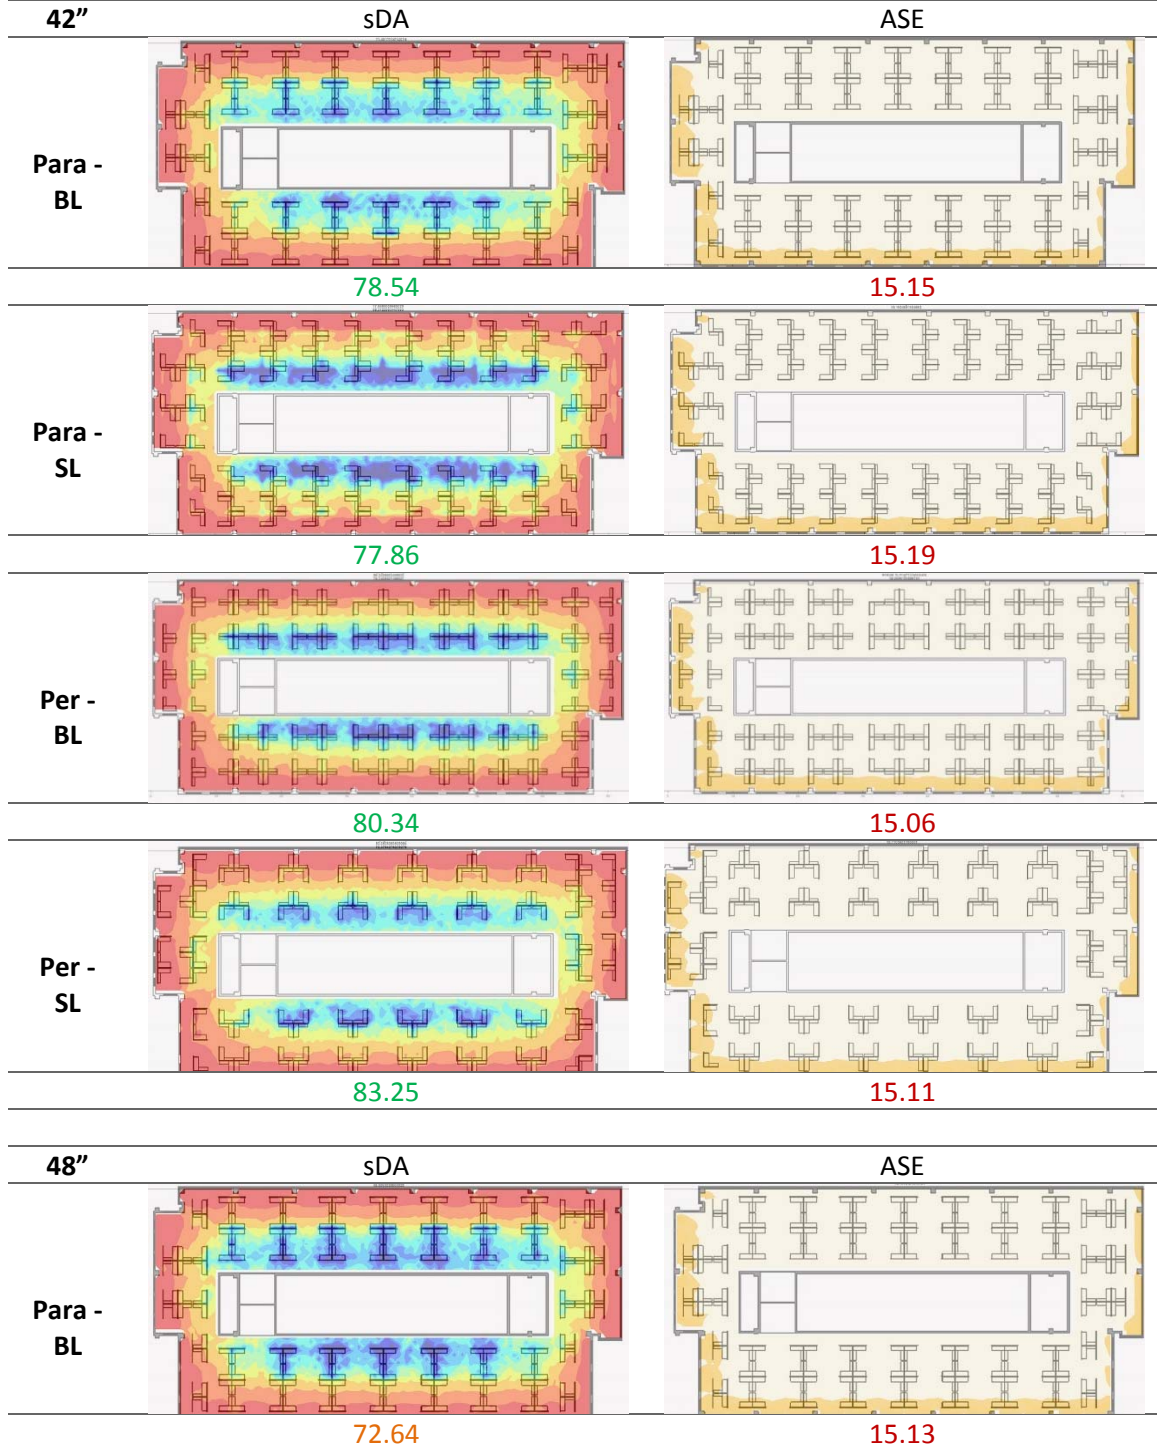 42” sDA ASE
Para -
BL
78.54 15.15
Para -
SL
77.86 15.19
Per -
BL
80.34 15.06
Per -
SL
83.25 15.11
48” sDA ASE
Para -
BL
72.64 15.13